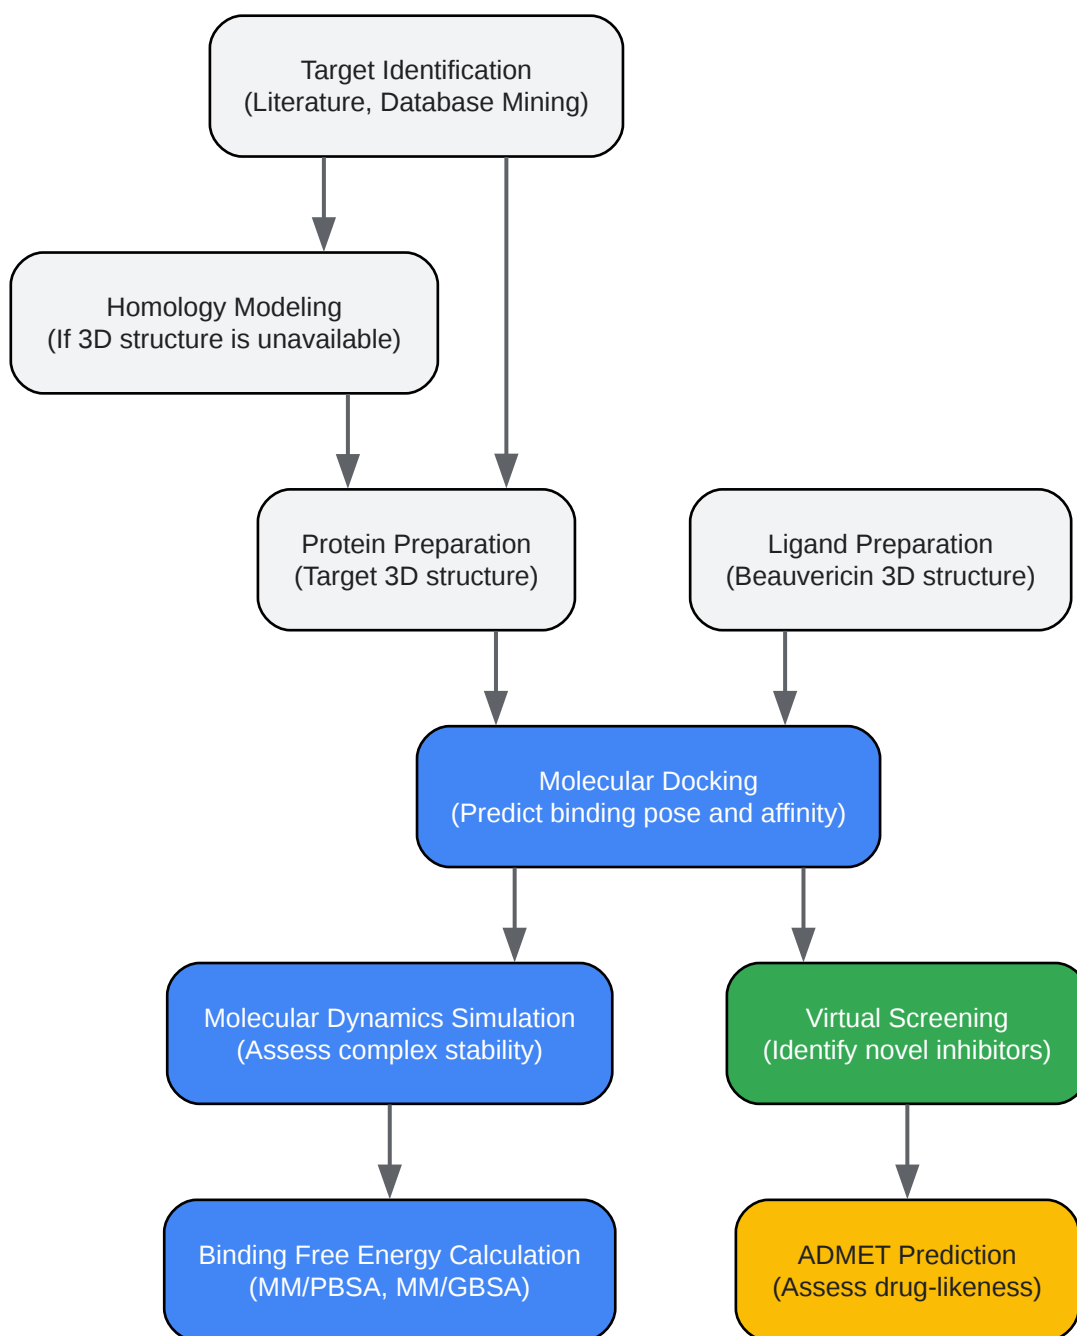 Target Identification
(Literature, Database Mining)
Homology Modeling
(If 3D structure is unavailable)
Protein Preparation
(Target 3D structure)
Ligand Preparation
(Beauvericin 3D structure)
Molecular Docking
(Predict binding pose and affinity)
Molecular Dynamics Simulation
(Assess complex stability)
Virtual Screening
(Identify novel inhibitors)
Binding Free Energy Calculation
(MM/PBSA, MM/GBSA)
ADMET Prediction
(Assess drug-likeness)